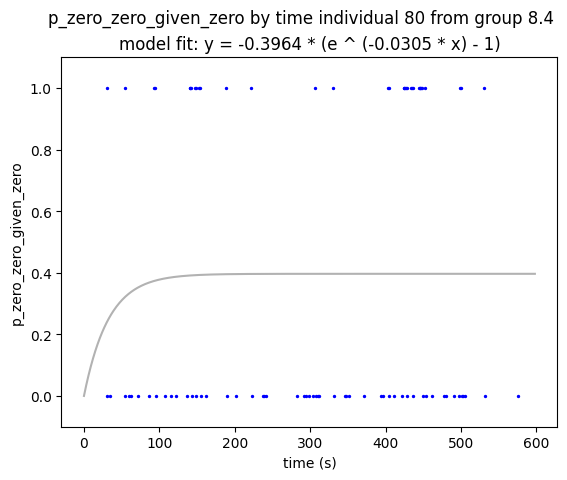 p_zero_zero_given_zero by time individual 80 from group 8.4
model fit: y = -0.3964 * (e ^ (-0.0305 * x) - 1)
1.0
0.8
0.6
0.4
0.2
0.0
p_zero_zero_given_zero
0 100 200 300 400 500 600
time (s)